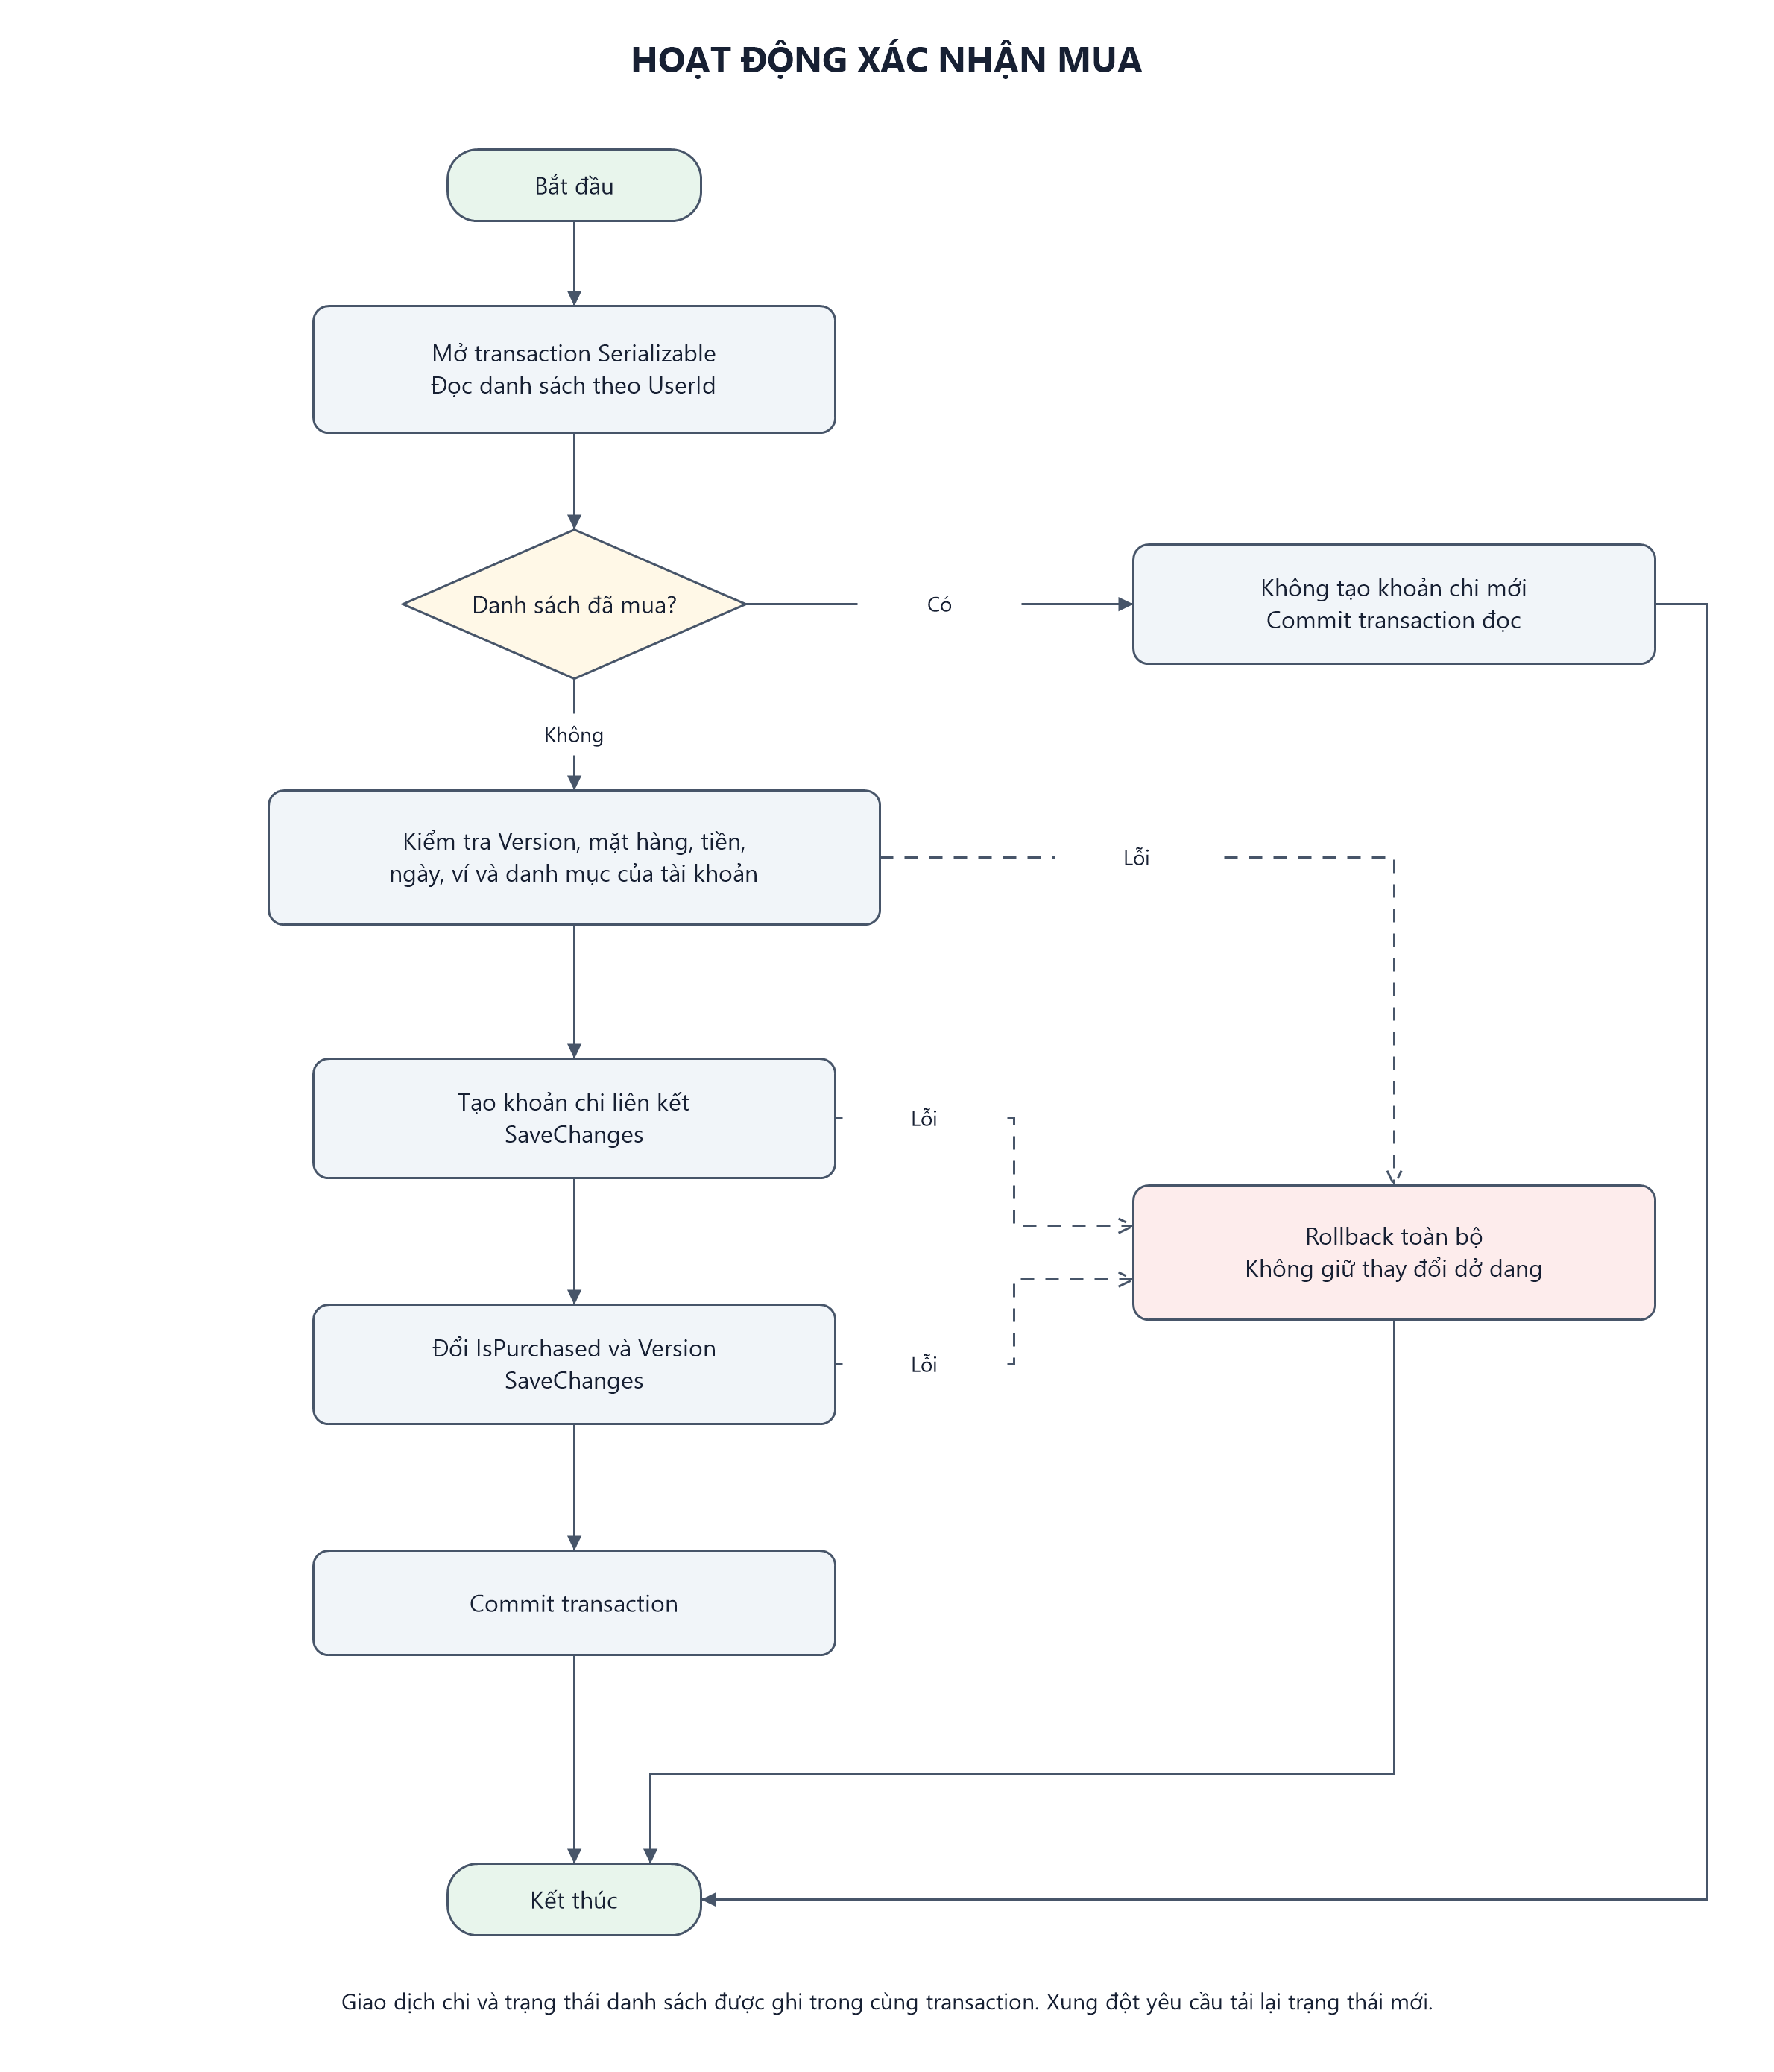 HOẠT ĐỘNG XÁC NHẬN MUA
Bắt đầu
Mở transaction Serializable
Đọc danh sách theo UserId
Danh sách đã mua?
Có
Không tạo khoản chi mới
Commit transaction đọc
Không
Kiểm tra Version, mặt hàng, tiền,
ngày, ví và danh mục của tài khoản
Lỗi
Tạo khoản chi liên kết
SaveChanges
Lỗi
Rollback toàn bộ
Không giữ thay đổi dở dang
Đổi IsPurchased và Version
SaveChanges
Lỗi
Commit transaction
Kết thúc
Giao dịch chi và trạng thái danh sách được ghi trong cùng transaction. Xung đột yêu cầu tải lại trạng thái mới.